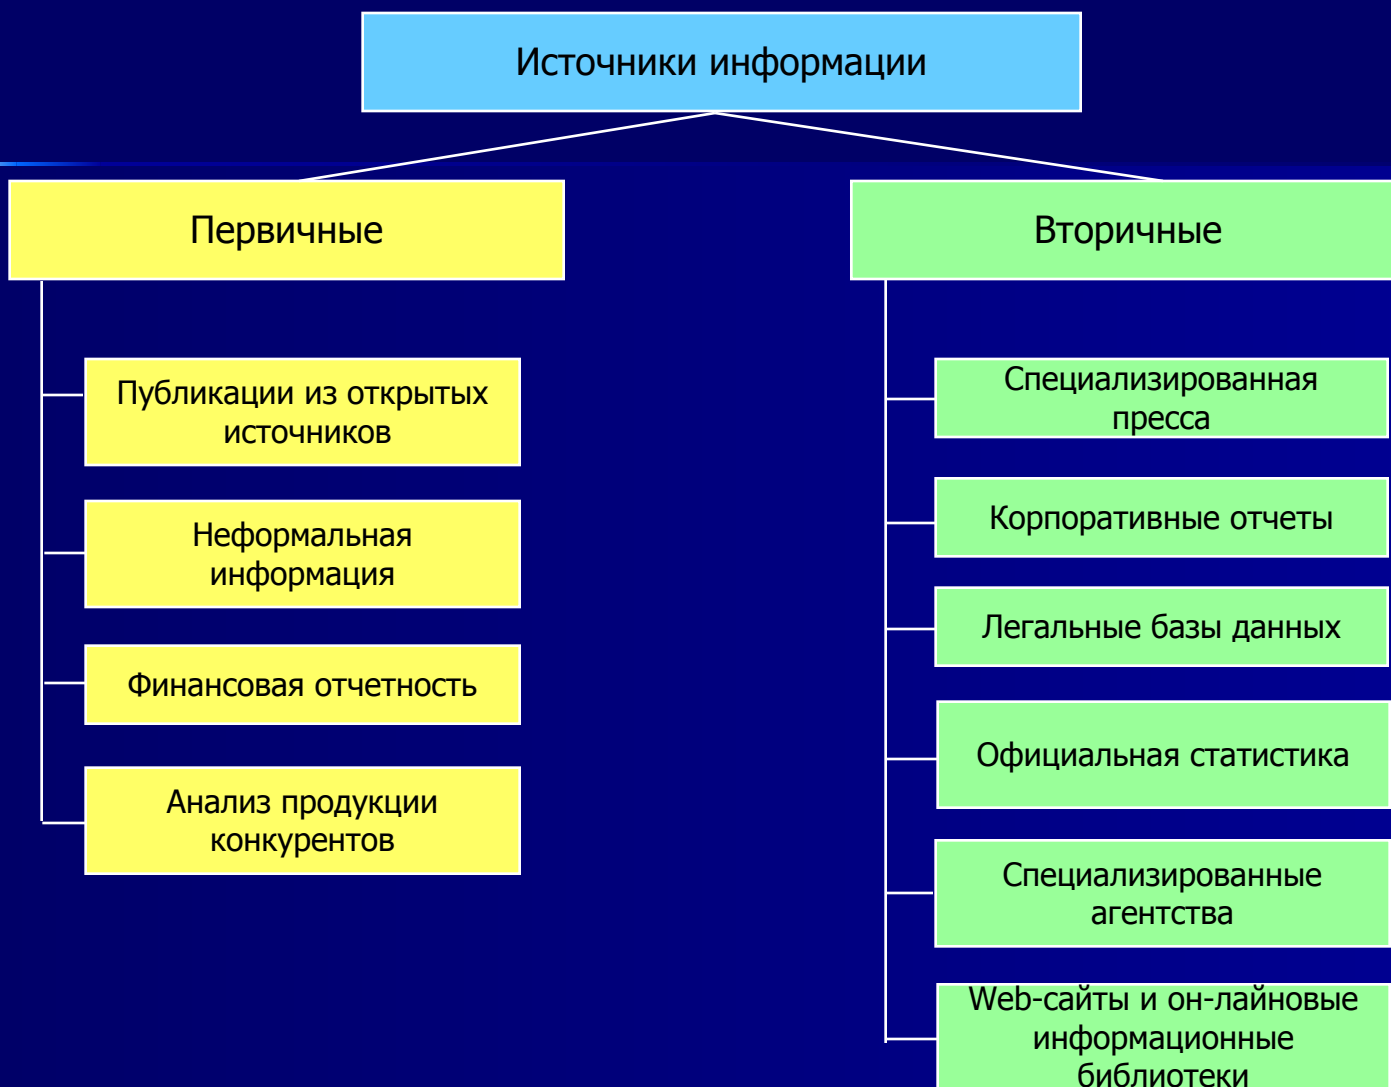 Источники информации
Первичные
Публикации из открытых
источников
Неформальная
информация
Финансовая отчетность
Анализ продукции
конкурентов
Вторичные
Специализированная
пресса
Корпоративные отчеты
Легальные базы данных
Официальная статистика
Специализированные
агентства
Web-сайты и он-лайновые
информационные
библиотеки